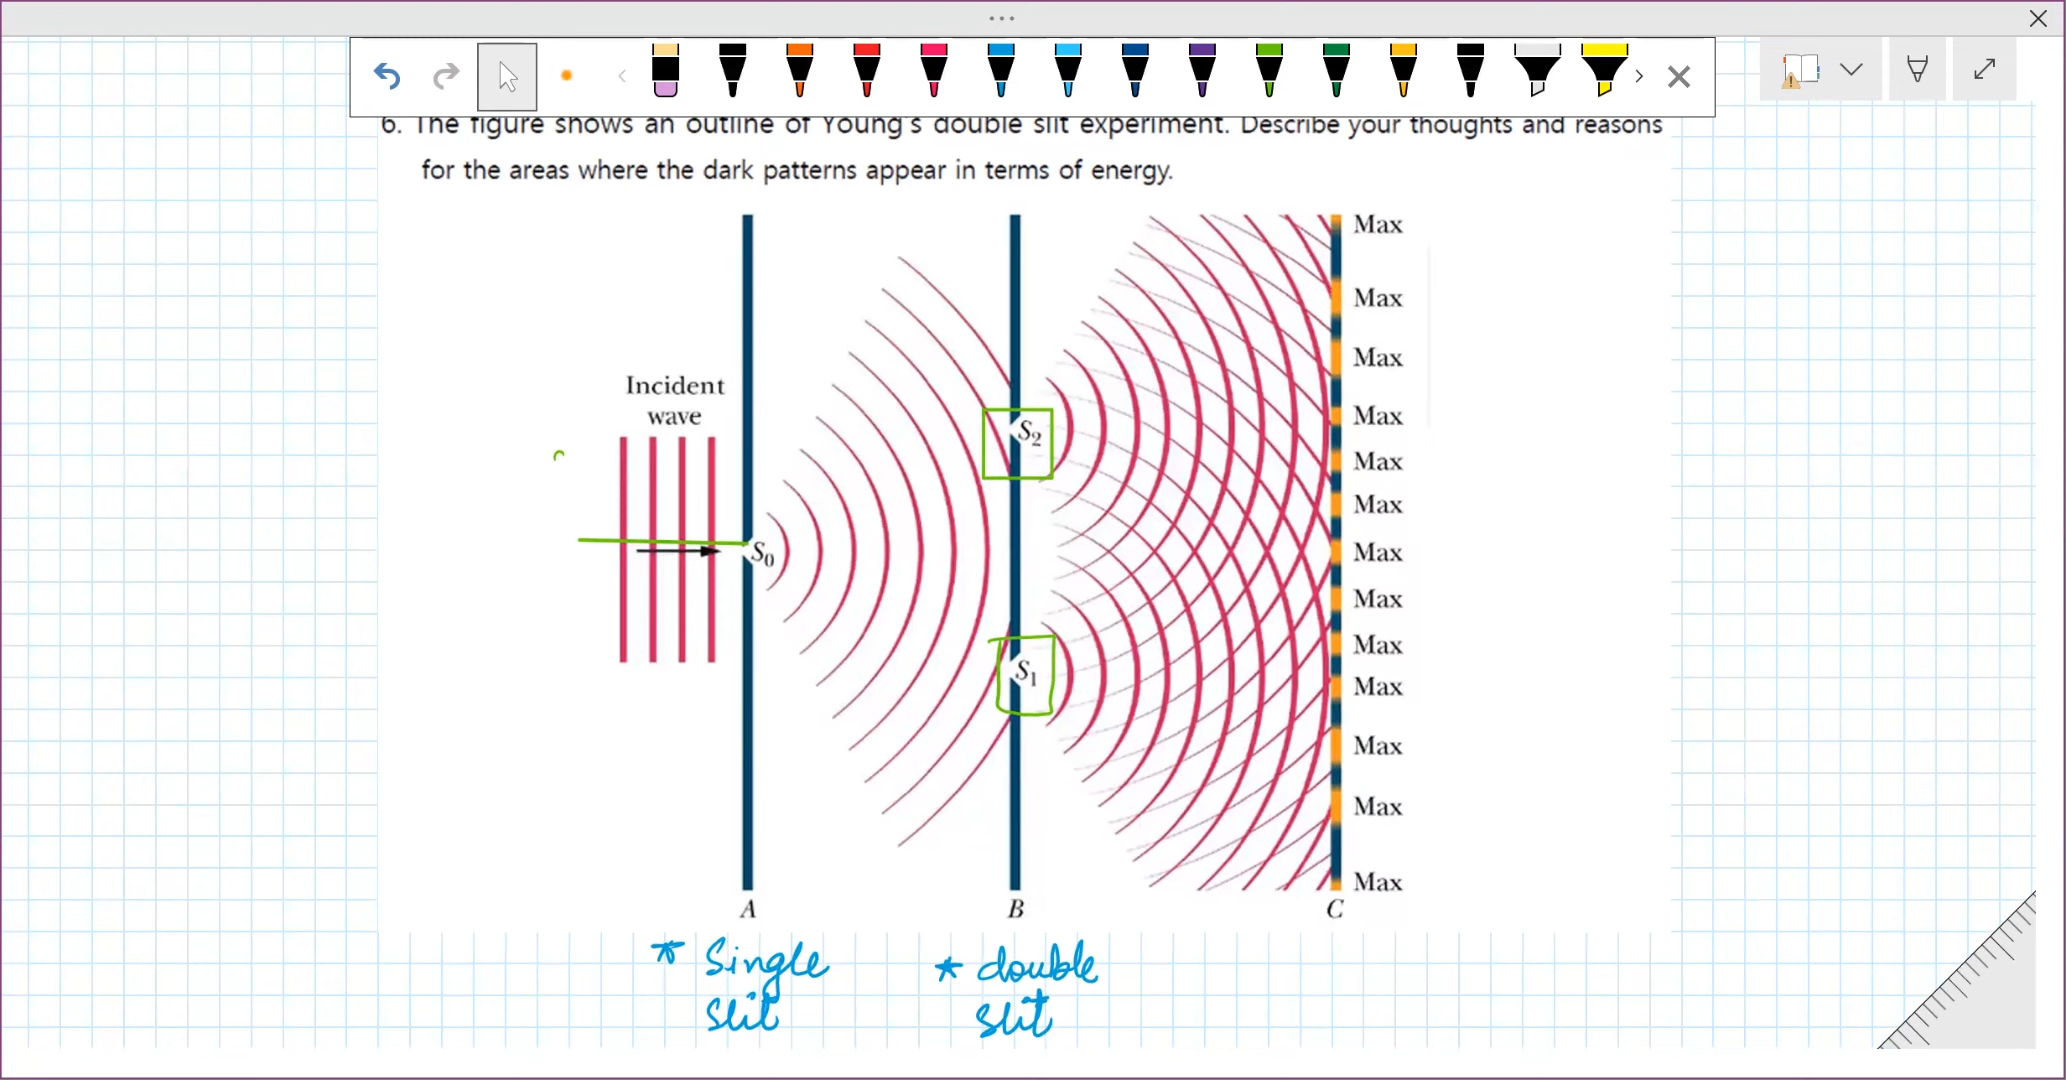 6. The figure shows an outline of Young's double slit experiment. Describe your thoughts and reasons
for the areas where the dark patterns appear in terms of energy.
Max
Max
Max
Incident
wave
Max
S2
Max
Max
S0
Max
Max
Max
S1
Max
Max
Max
Max
A
B
C
* Single
slit
* double
slit